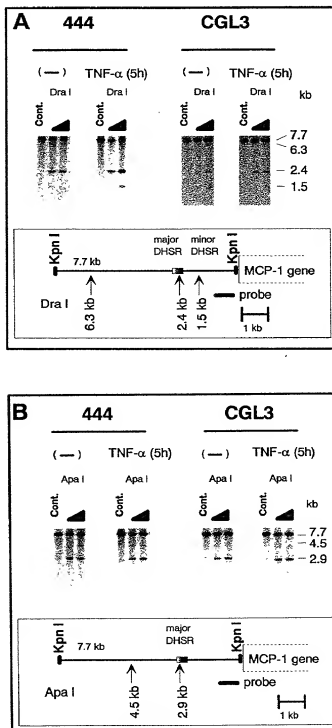 A
444 CGL3
(—) TNF-α (5h) (—) TNF-α (5h)
Dra I Dra I Dra I Dra I
Cont. Cont. Cont. Cont.
kb
7.7
6.3
2.4
1.5
major DHSR
minor DHSR
Kpn I 7.7 kb Kpn I
MCP-1 gene
Dra I
6.3 kb
2.4 kb
1.5 kb
probe
1 kb
B
444 CGL3
(—) TNF-α (5h) (—) TNF-α (5h)
Apa I Apa I Apa I Apa I
Cont. Cont. Cont. Cont.
kb
7.7
4.5
2.9
major DHSR
Kpn I 7.7 kb Kpn I
MCP-1 gene
Apa I
4.5 kb
2.9 kb
probe
1 kb